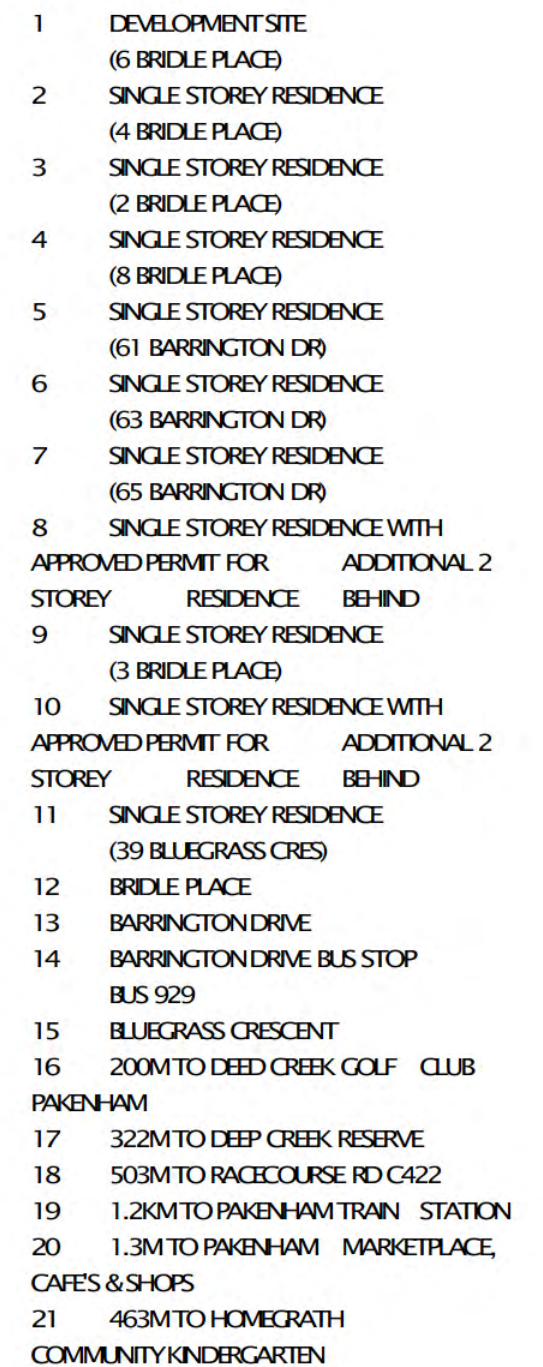 1 DEVELOPMENT SITE
(6 BRIDLE PLACE)
2 SINGLE STOREY RESIDENCE
(4 BRIDLE PLACE)
3 SINGLE STOREY RESIDENCE
(2 BRIDLE PLACE)
4 SINGLE STOREY RESIDENCE
(8 BRIDLE PLACE)
5 SINGLE STOREY RESIDENCE
(61 BARRINGTON DR)
6 SINGLE STOREY RESIDENCE
(63 BARRINGTON DR)
7 SINGLE STOREY RESIDENCE
(65 BARRINGTON DR)
8 SINGLE STOREY RESIDENCE WITH
APPROVED PERMIT FOR ADDITIONAL 2
STOREY RESIDENCE BEHIND
9 SINGLE STOREY RESIDENCE
(3 BRIDLE PLACE)
10 SINGLE STOREY RESIDENCE WITH
APPROVED PERMIT FOR ADDITIONAL 2
STOREY RESIDENCE BEHIND
11 SINGLE STOREY RESIDENCE
(39 BLUEGRASS CRES)
12 BRIDLE PLACE
13 BARRINGTON DRIVE
14 BARRINGTON DRIVE BUS STOP
BUS 929
15 BLUEGRASS CRESCENT
16 200M TO DEED CREEK GOLF CLUB
PAKENHAM
17 322M TO DEEP CREEK RESERVE
18 503M TO RACECOURSE RD C422
19 1.2KM TO PAKENHAM TRAIN STATION
20 1.3M TO PAKENHAM MARKETPLACE,
CAFE'S & SHOPS
21 463M TO HOMEGRATH
COMMUNITY KINDERGARTEN